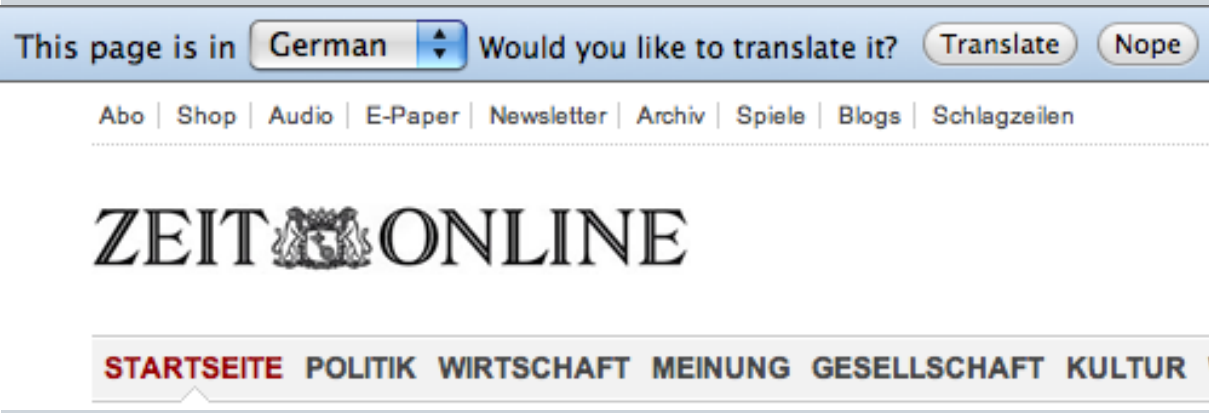 This page is in German Would you like to translate it? Translate Nope
Abo | Shop | Audio | E-Paper | Newsletter | Archiv | Spiele | Blogs | Schlagzeilen
ZEIT ONLINE
STARTSEITE POLITIK WIRTSCHAFT MEINUNG GESELLSCHAFT KULTUR